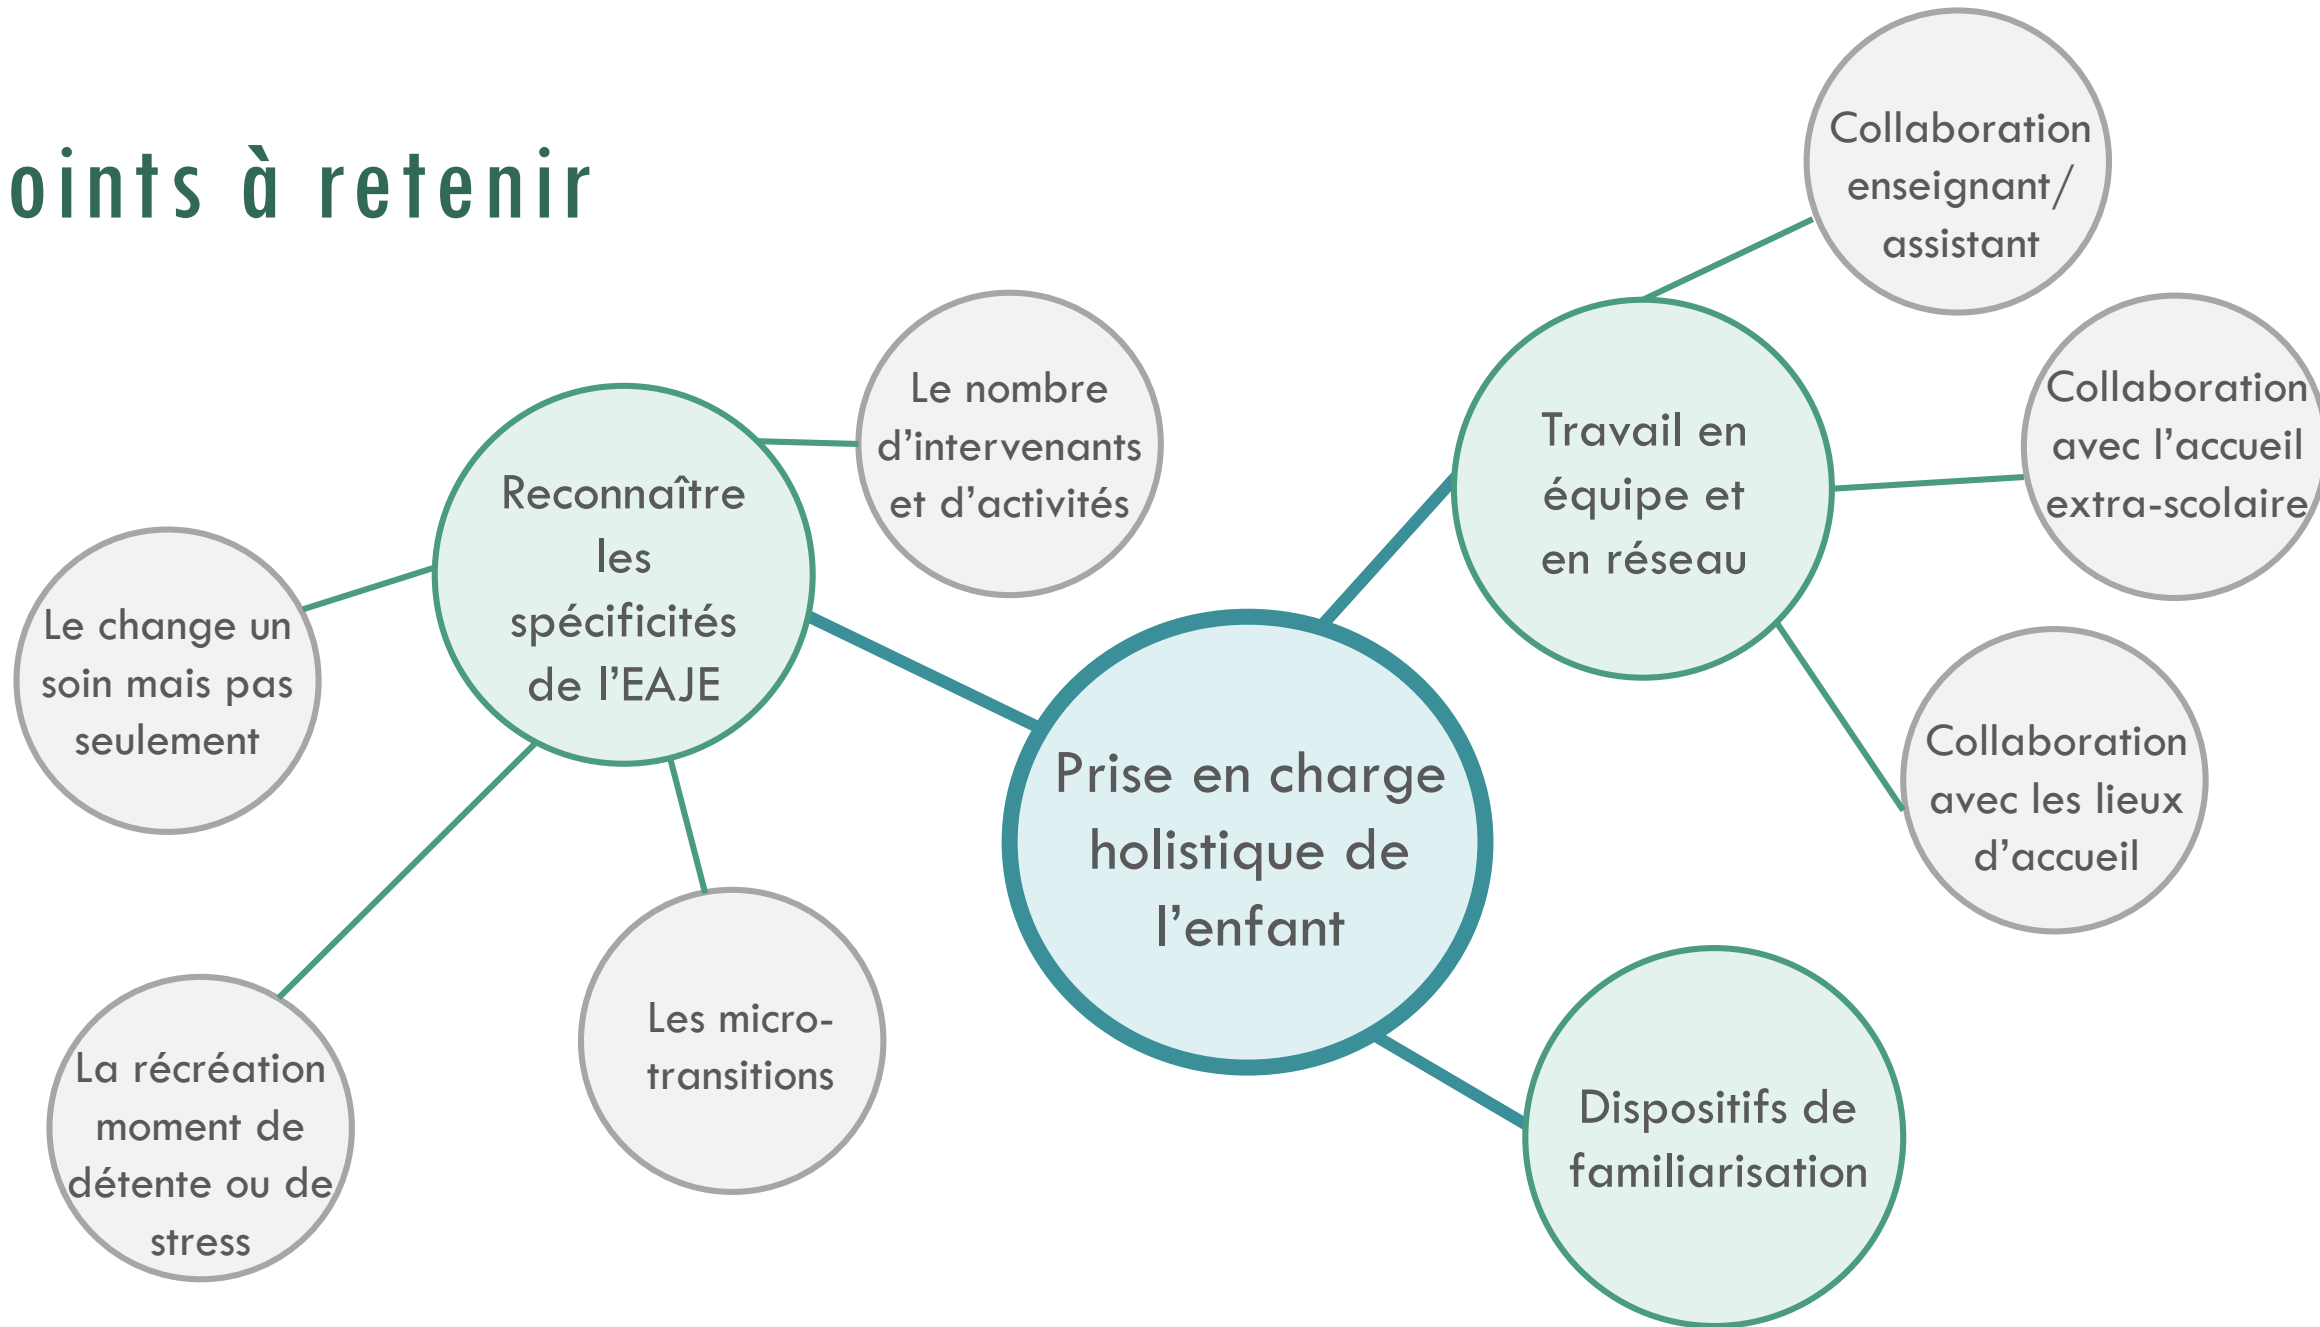 oints à retenir
Collaboration
enseignant/
assistant
Le nombre
d’intervenants
et d’activités
Collaboration
avec l’accueil
extra-scolaire
Travail en
équipe et
en réseau
Reconnaître
les
spécificités
de l’EAJE
Le change un
soin mais pas
seulement
Collaboration
avec les lieux
d’accueil
Prise en charge
holistique de
l’enfant
Les micro-
transitions
La récréation
moment de
détente ou de
stress
Dispositifs de
familiarisation